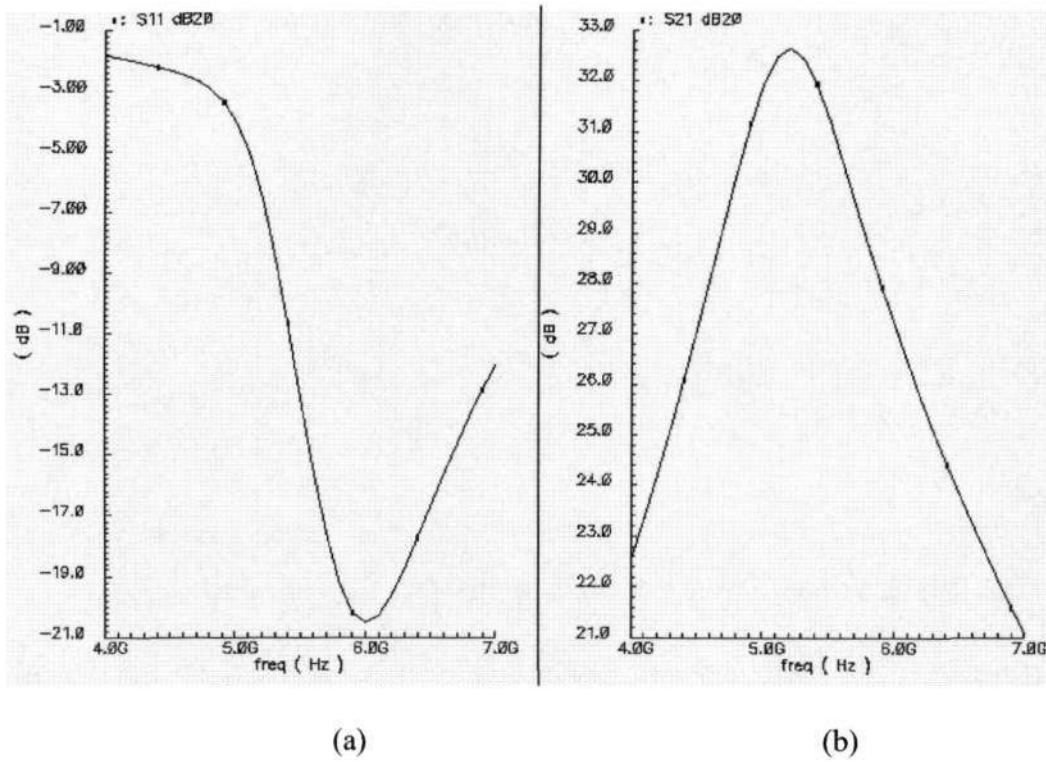 : S11 dB20
−1.00
−3.00
−5.00
−7.00
−9.00
−11.0
−13.0
−15.0
−17.0
−19.0
−21.0
( dB )
4.0G 5.0G 6.0G 7.0G
freq ( Hz )
: S21 dB20
33.0
32.0
31.0
30.0
29.0
28.0
27.0
26.0
25.0
24.0
23.0
22.0
21.0
( dB )
4.0G 5.0G 6.0G 7.0G
freq ( Hz )
(a)
(b)